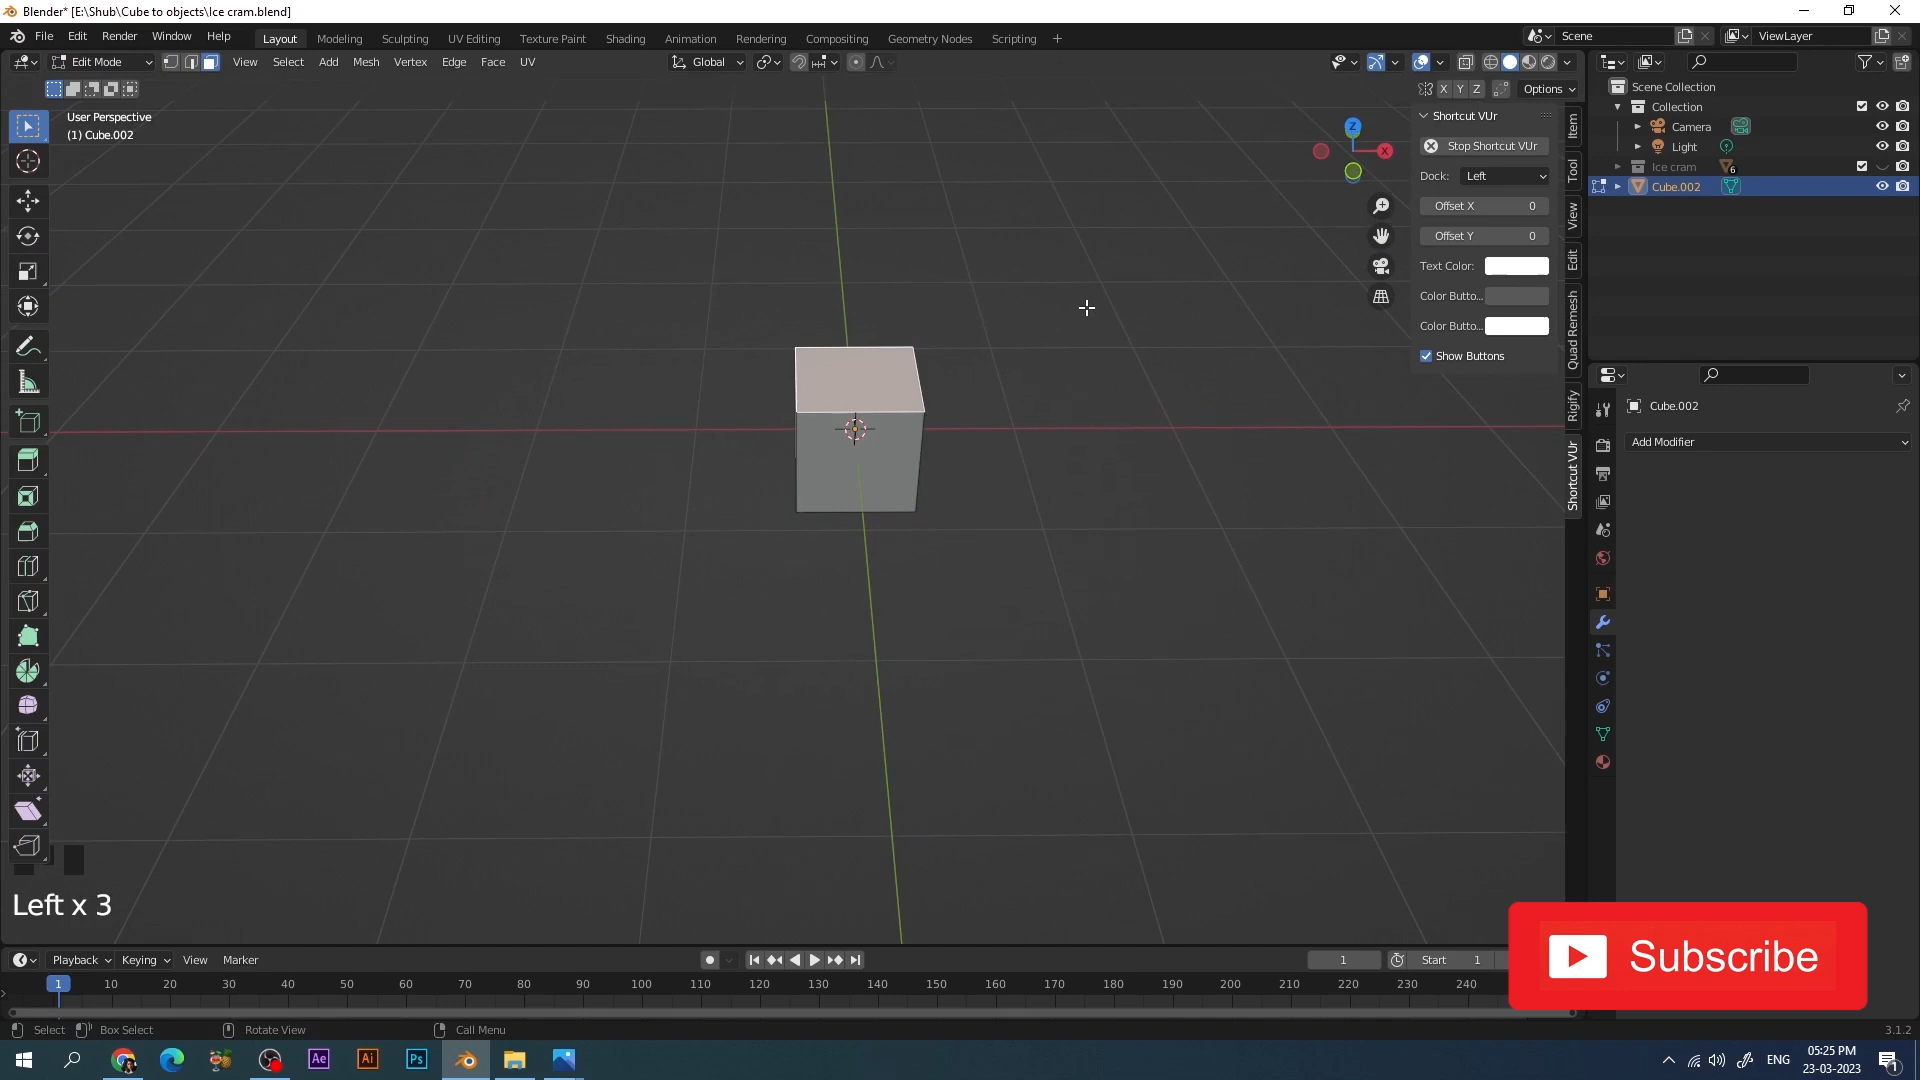 Blender* [E:\Shub\Cube to objects\Ice cram.blend]
File Edit Render Window Help Layout Modeling Sculpting UV Editing Texture Paint Shading Animation Rendering Compositing Geometry Nodes Scripting + Scene ViewLayer
Edit Mode View Select Add Mesh Vertex Edge Face UV Global
X Y Z Options
User Perspective
(1) Cube.002
Z
X
Shortcut VUr
Stop Shortcut VUr
Dock: Left
Offset X 0
Offset Y 0
Text Color:
Color Butto...
Color Butto...
Show Buttons
Item
Tool
View
Edit
Quad Remesh
Rigify
Shortcut VUr
Scene Collection
Collection
Camera
Light
Ice cram 6
Cube.002
Cube.002
Add Modifier
Left x 3
Subscribe
Playback Keying View Marker 1 Start 1
1 10 20 30 40 50 60 70 80 90 100 110 120 130 140 150 160 170 180 190 200 210 220 230 240
Select Box Select Rotate View Call Menu 3.1.2
Ae Ai Ps ENG 05:25 PM
23-03-2023 1